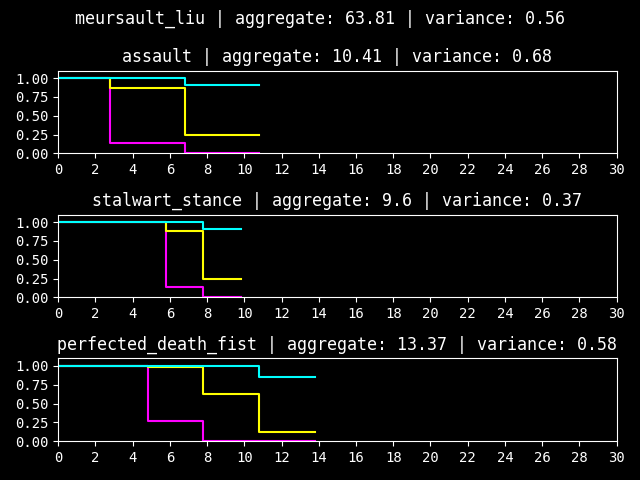 meursault_liu | aggregate: 63.81 | variance: 0.56
assault | aggregate: 10.41 | variance: 0.68
1.00
0.75
0.50
0.25
0.00
0 2 4 6 8 10 12 14 16 18 20 22 24 26 28 30
stalwart_stance | aggregate: 9.6 | variance: 0.37
1.00
0.75
0.50
0.25
0.00
0 2 4 6 8 10 12 14 16 18 20 22 24 26 28 30
perfected_death_fist | aggregate: 13.37 | variance: 0.58
1.00
0.75
0.50
0.25
0.00
0 2 4 6 8 10 12 14 16 18 20 22 24 26 28 30